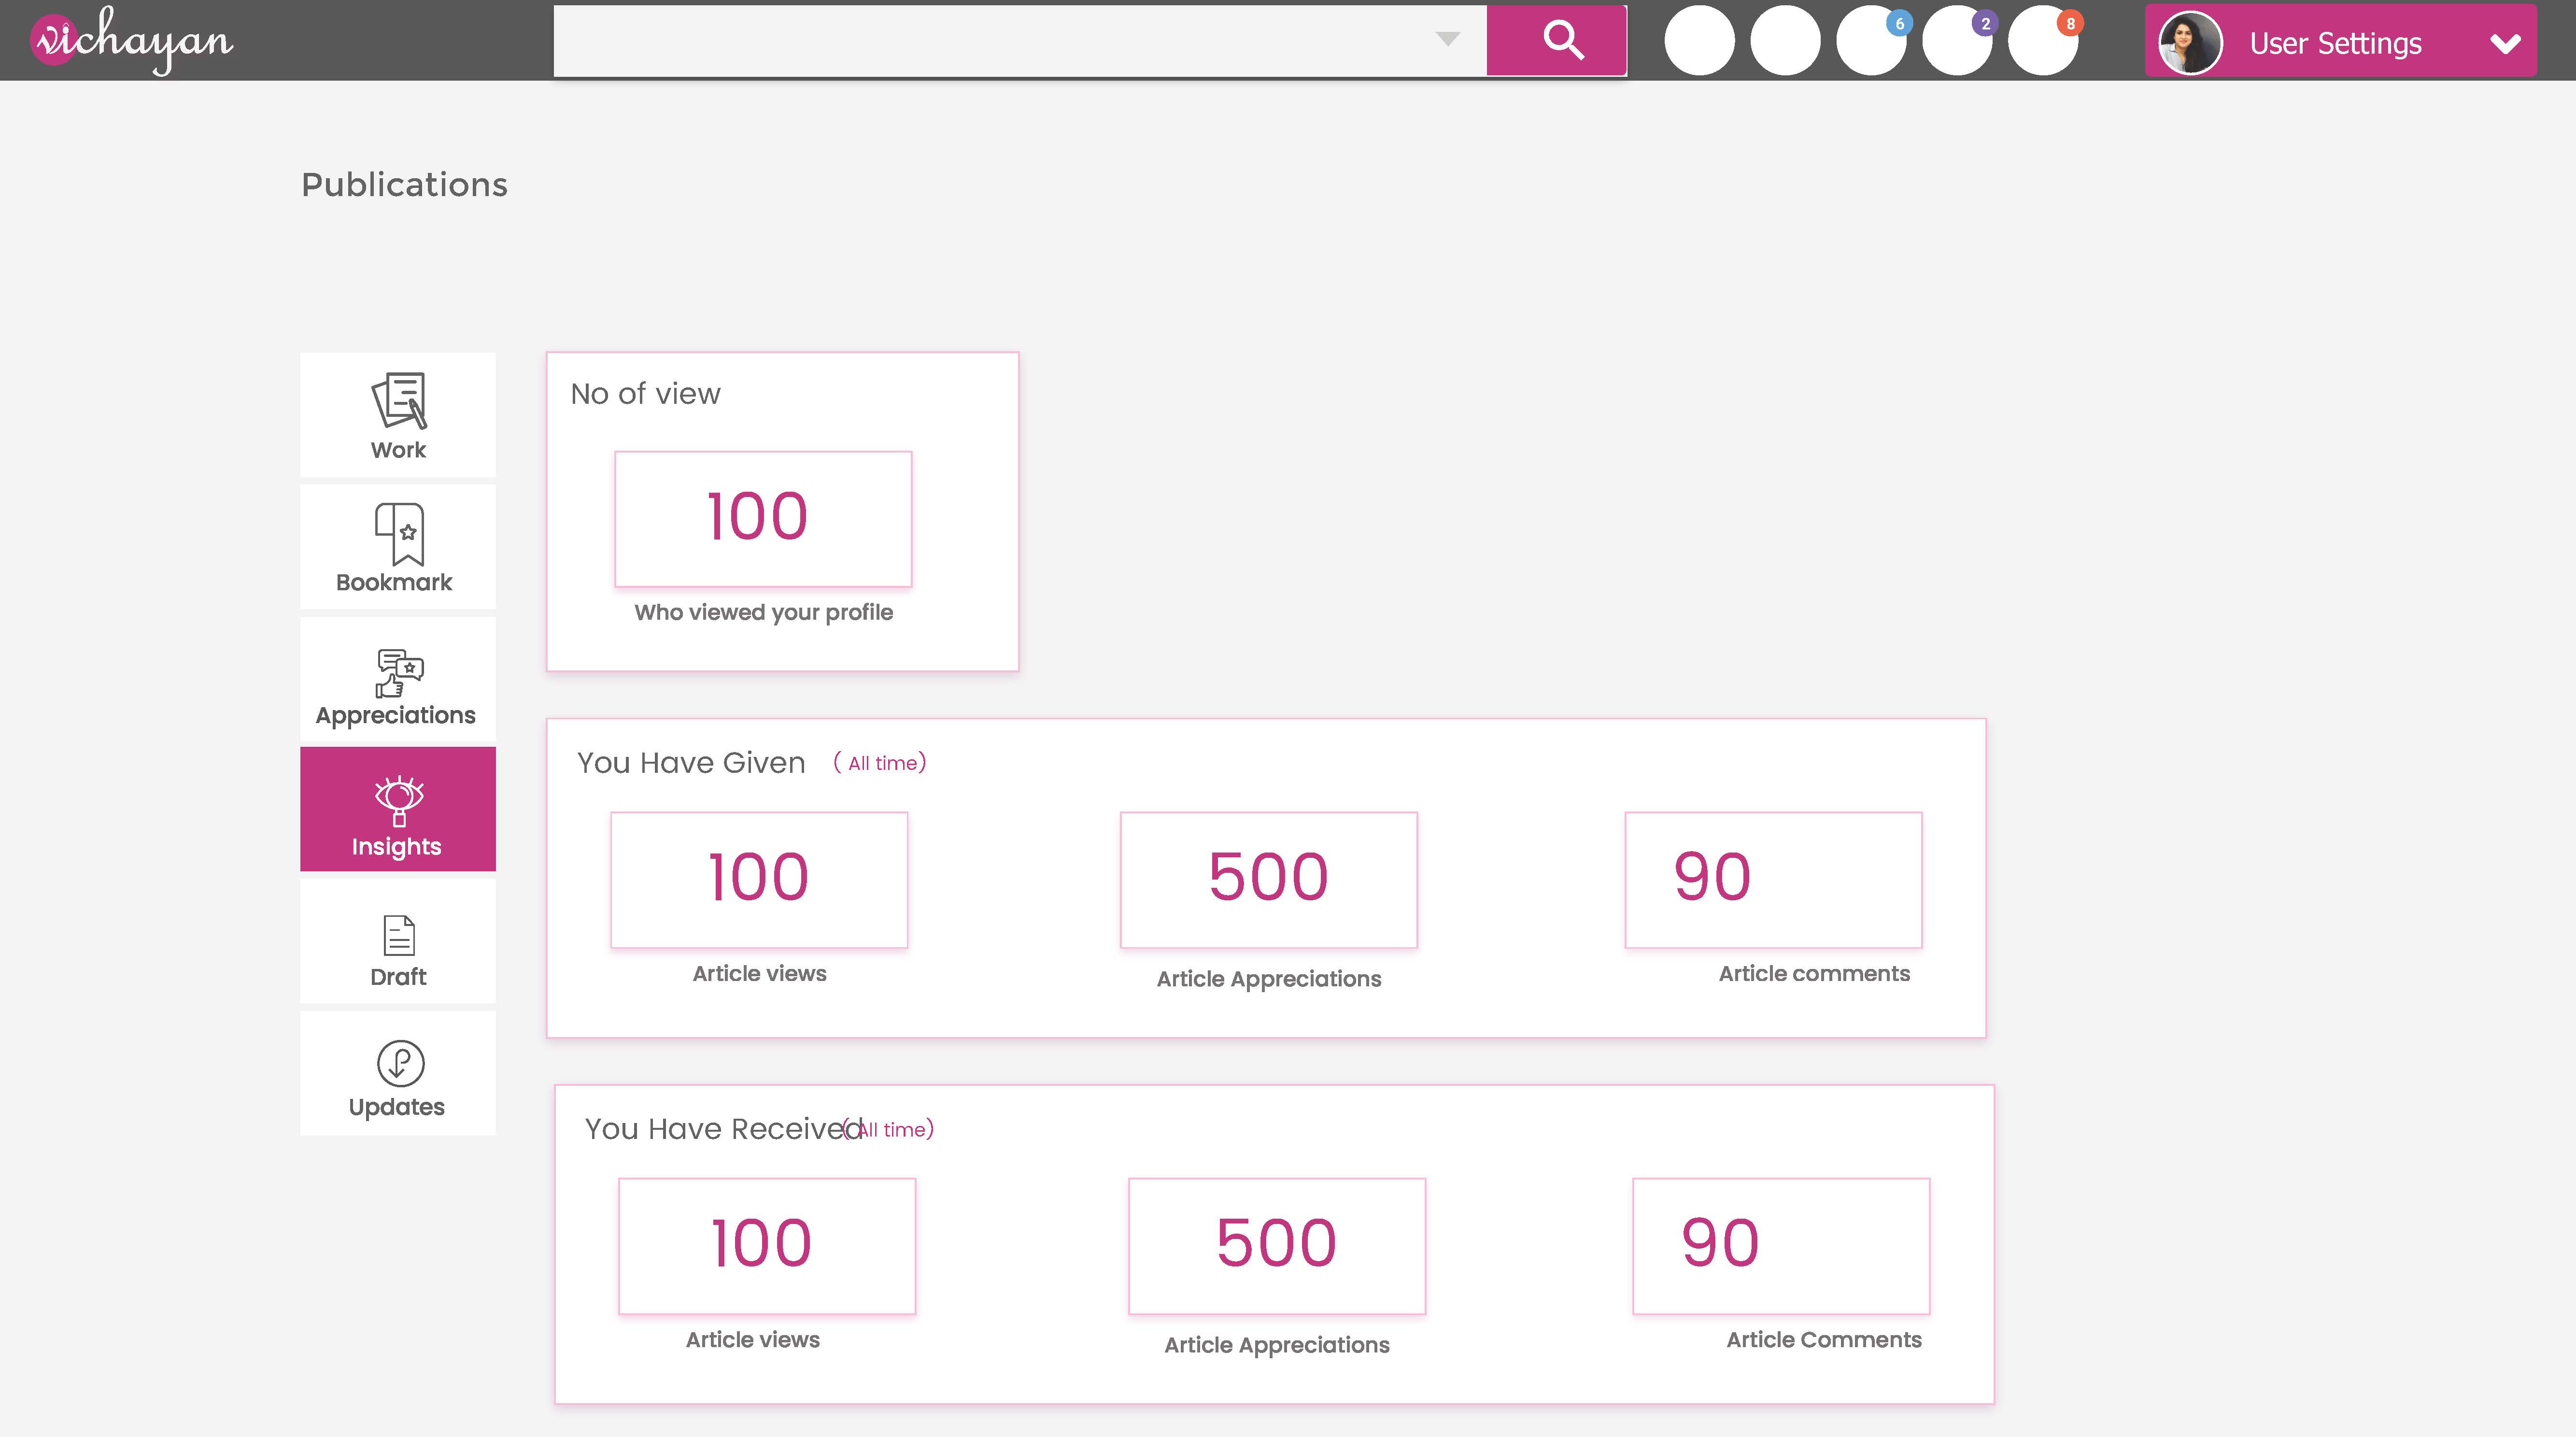 vichayan
6
2
8
User Settings
Publications
Work
Bookmark
Appreciations
Insights
Draft
Updates
No of view
100
Who viewed your profile
You Have Given ( All time)
100 500 90
Article views Article Appreciations Article comments
You Have Received ( All time)
100 500 90
Article views Article Appreciations Article Comments